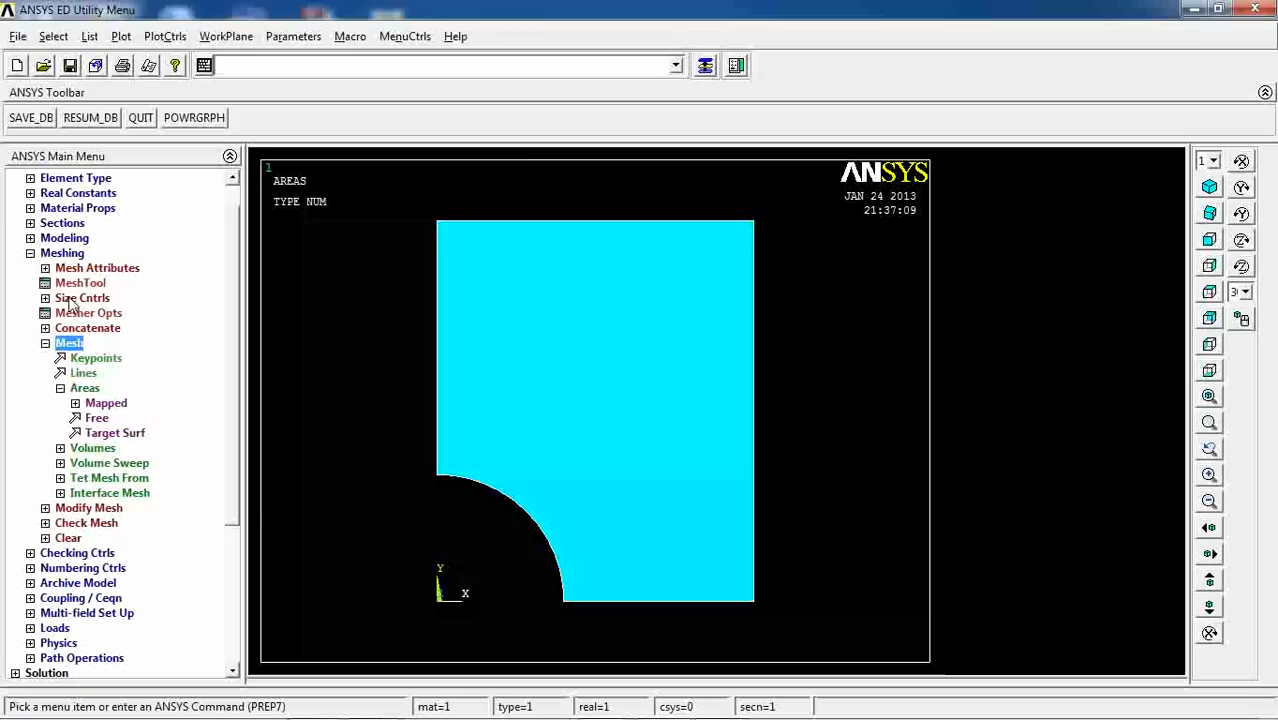 ANSYS ED Utility Menu
File Select List Plot PlotCtrls WorkPlane Parameters Macro MenuCtrls Help
ANSYS Toolbar
SAVE_DB RESUM_DB QUIT POWRGRPH
ANSYS Main Menu
Element Type
Real Constants
Material Props
Sections
Modeling
Meshing
Mesh Attributes
MeshTool
Size Cntrls
Mesher Opts
Concatenate
Mesh
Keypoints
Lines
Areas
Mapped
Free
Target Surf
Volumes
Volume Sweep
Tet Mesh From
Interface Mesh
Modify Mesh
Check Mesh
Clear
Checking Ctrls
Numbering Ctrls
Archive Model
Coupling / Ceqn
Multi-field Set Up
Loads
Physics
Path Operations
Solution
1
AREAS
TYPE NUM
ANSYS
JAN 24 2013
21:37:09
Y
X
1
Pick a menu item or enter an ANSYS Command (PREP7) mat=1 type=1 real=1 csys=0 secn=1